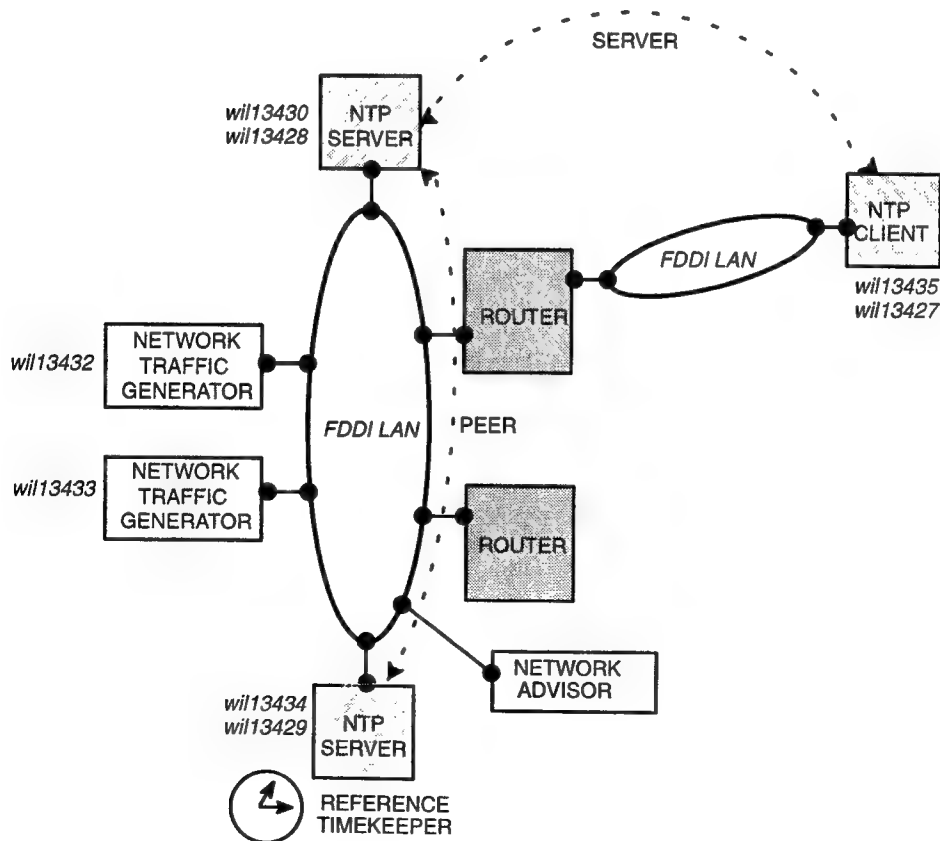 SERVER
wil13430
wil13428
NTP
SERVER
NTP
CLIENT
wil13435
wil13427
FDDI LAN
ROUTER
wil13432
NETWORK
TRAFFIC
GENERATOR
FDDI LAN
PEER
wil13433
NETWORK
TRAFFIC
GENERATOR
ROUTER
NETWORK
ADVISOR
wil13434
wil13429
NTP
SERVER
REFERENCE
TIMEKEEPER